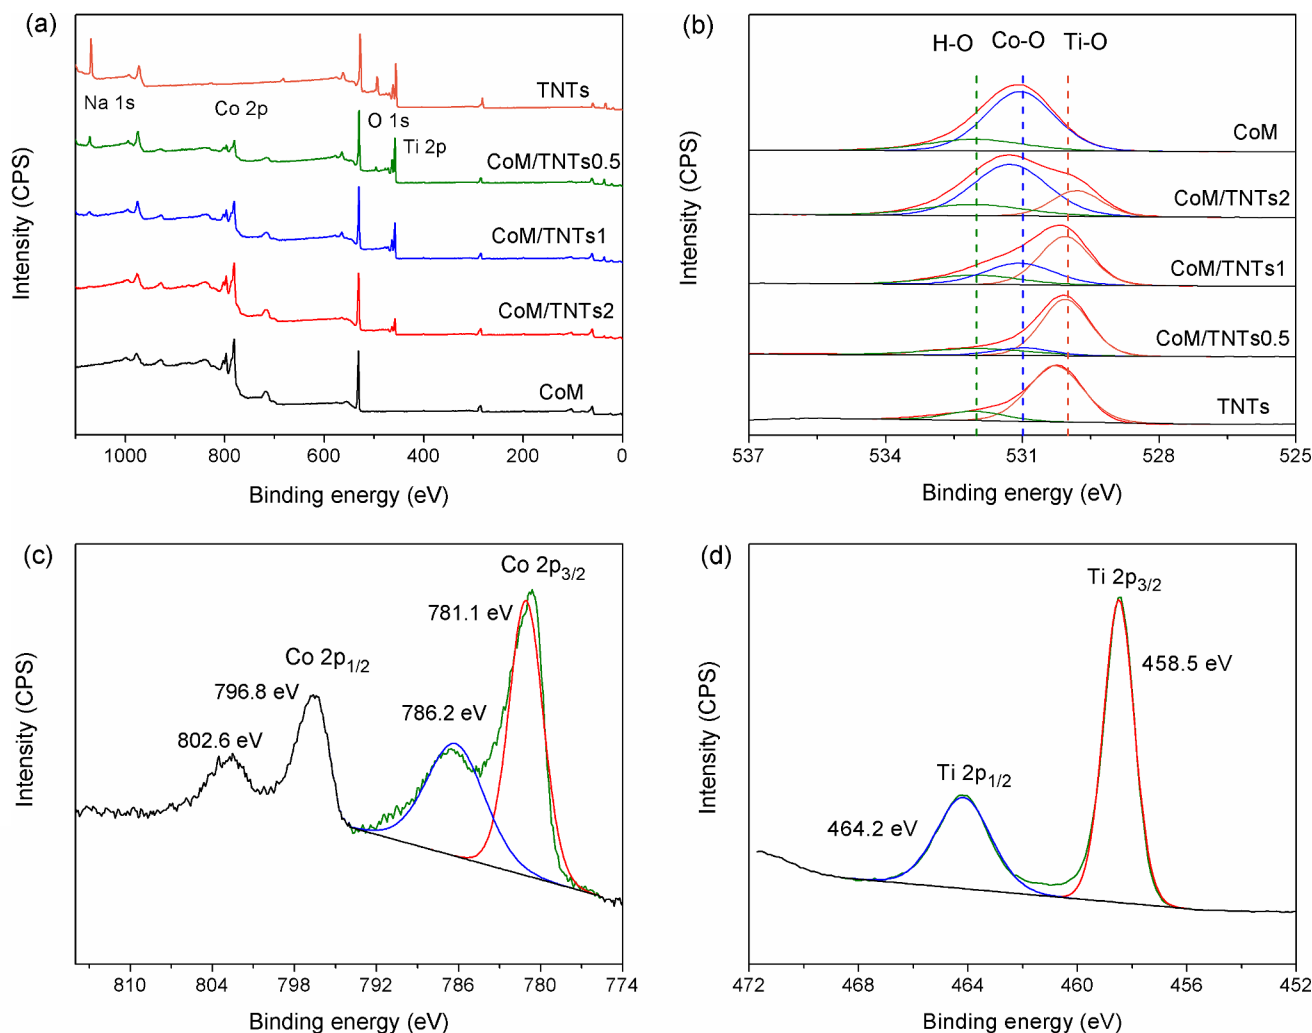 (a)
TNTs
Na 1s
Co 2p
O 1s
Ti 2p
CoM/TNTs0.5
CoM/TNTs1
CoM/TNTs2
CoM
Intensity (CPS)
1000 800 600 400 200 0
Binding energy (eV)
(b)
H-O Co-O Ti-O
CoM
CoM/TNTs2
CoM/TNTs1
CoM/TNTs0.5
TNTs
Intensity (CPS)
537 534 531 528 525
Binding energy (eV)
(c)
Co 2p3/2
781.1 eV
Co 2p1/2
796.8 eV
786.2 eV
802.6 eV
Intensity (CPS)
810 804 798 792 786 780 774
Binding energy (eV)
(d)
Ti 2p3/2
458.5 eV
Ti 2p1/2
464.2 eV
Intensity (CPS)
472 468 464 460 456 452
Binding energy (eV)